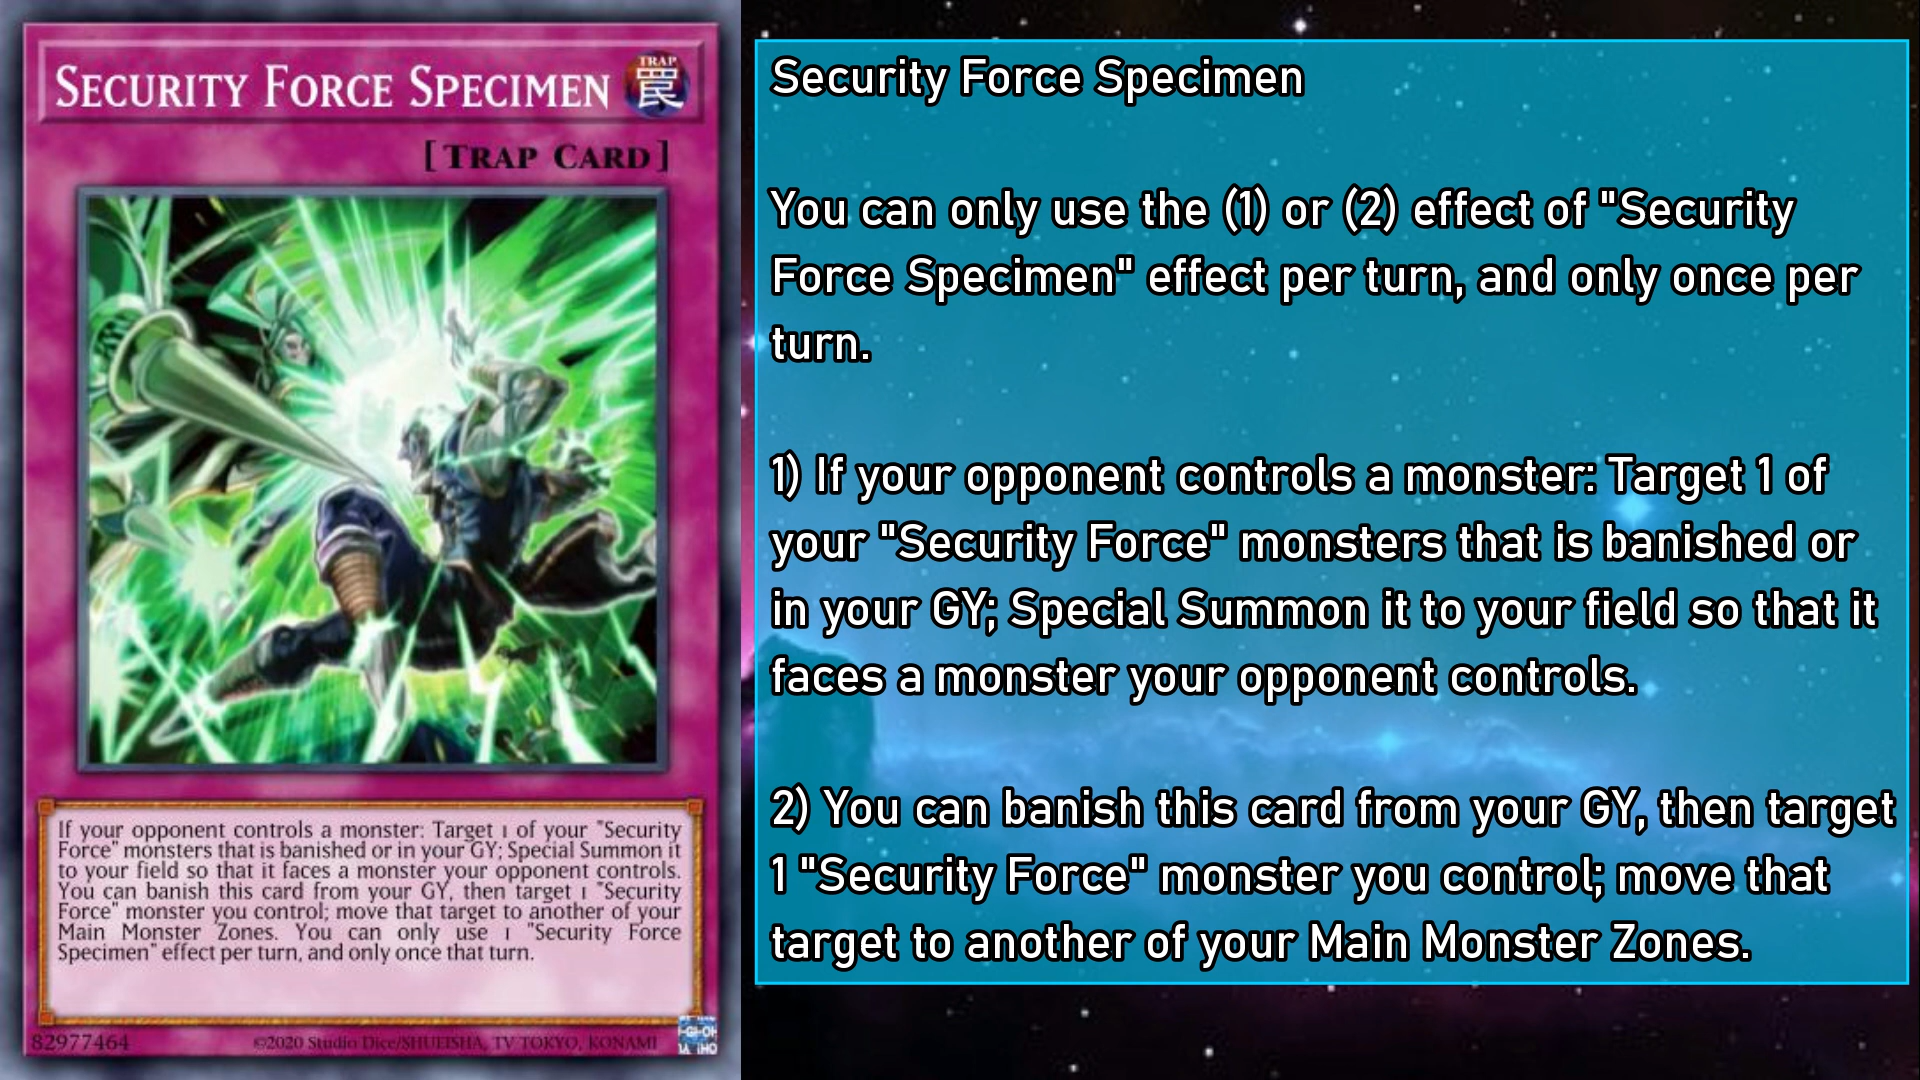 SECURITY FORCE SPECIMEN
TRAP
罠
[TRAP CARD]
If your opponent controls a monster: Target 1 of your "Security
Force" monsters that is banished or in your GY; Special Summon it
to your field so that it faces a monster your opponent controls.
You can banish this card from your GY, then target 1 "Security
Force" monster you control; move that target to another of your
Main Monster Zones. You can only use 1 "Security Force
Specimen" effect per turn, and only once that turn.
82977464
©2020 Studio Dice/SHUEISHA, TV TOKYO, KONAMI
Security Force Specimen
You can only use the (1) or (2) effect of "Security
Force Specimen" effect per turn, and only once per
turn.
1) If your opponent controls a monster: Target 1 of
your "Security Force" monsters that is banished or
in your GY; Special Summon it to your field so that it
faces a monster your opponent controls.
2) You can banish this card from your GY, then target
1 "Security Force" monster you control; move that
target to another of your Main Monster Zones.